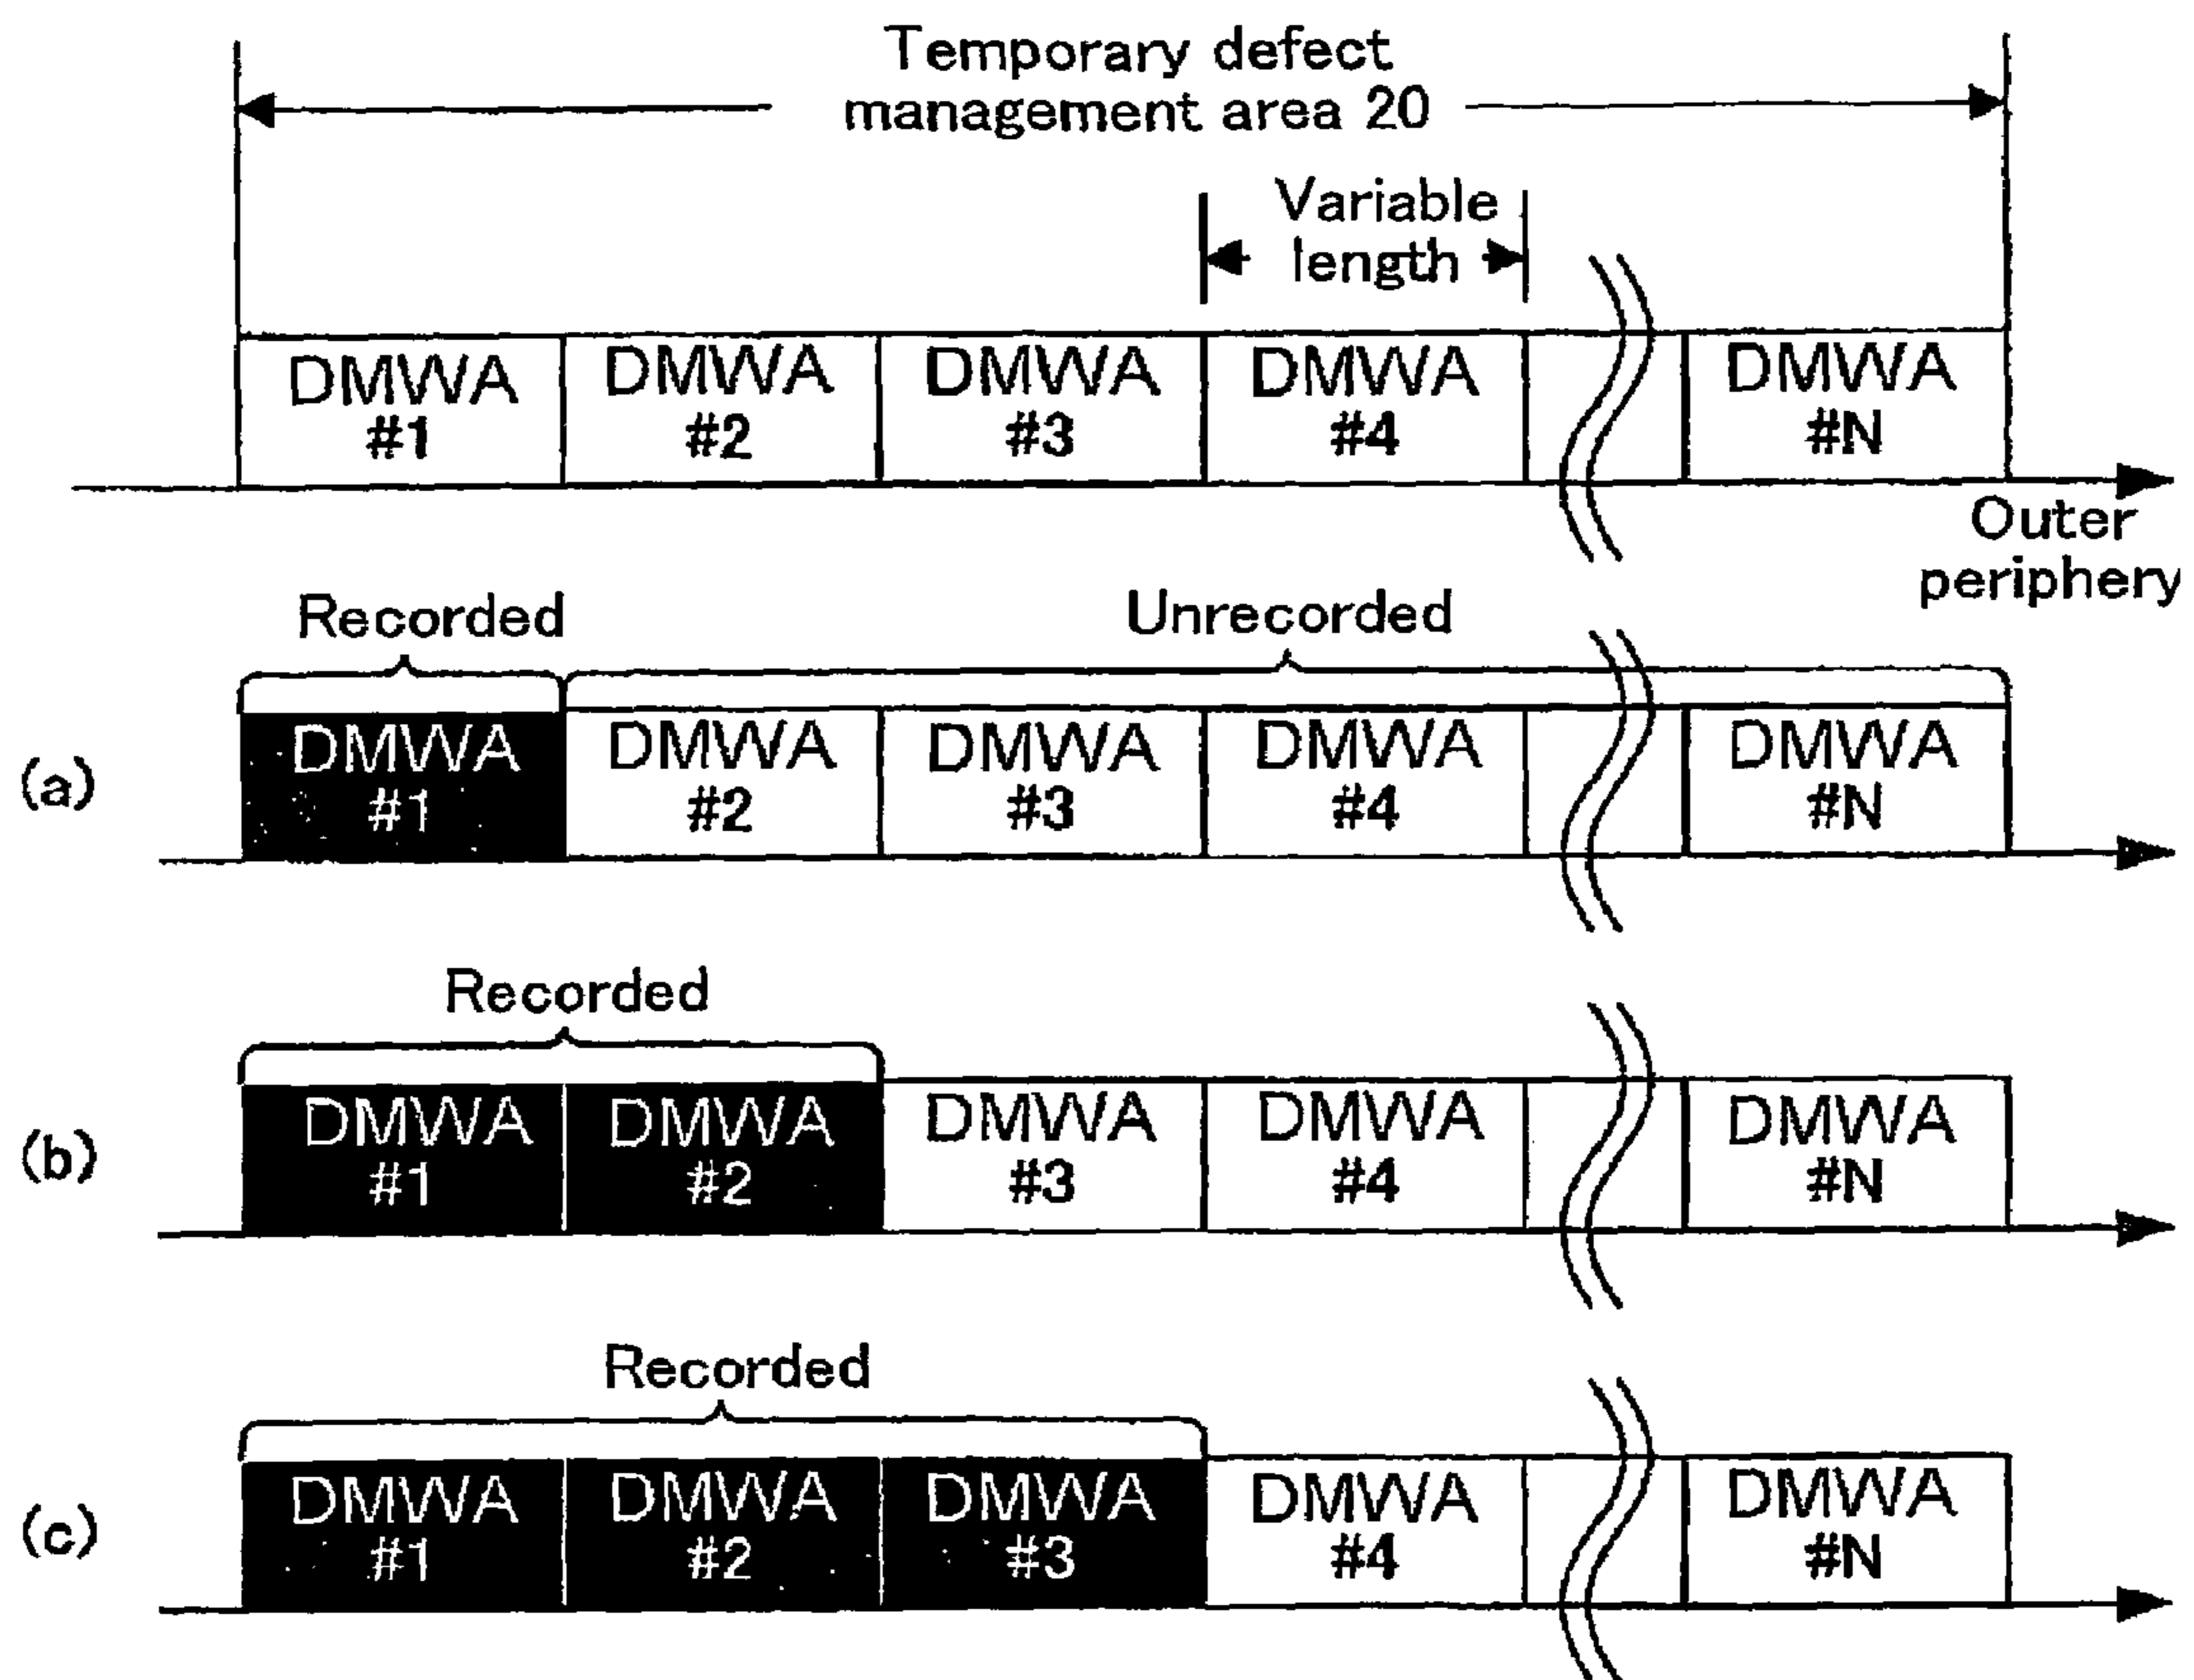 Temporary defect
management area 20
Variable
length
DMWA DMWA DMWA DMWA DMWA
#1 #2 #3 #4 #N
Outer
periphery
Recorded Unrecorded
(a)
DMWA DMWA DMWA DMWA DMWA
#1 #2 #3 #4 #N
Recorded
(b)
DMWA DMWA DMWA DMWA DMWA
#1 #2 #3 #4 #N
Recorded
(c)
DMWA DMWA DMWA DMWA DMWA
#1 #2 #3 #4 #N